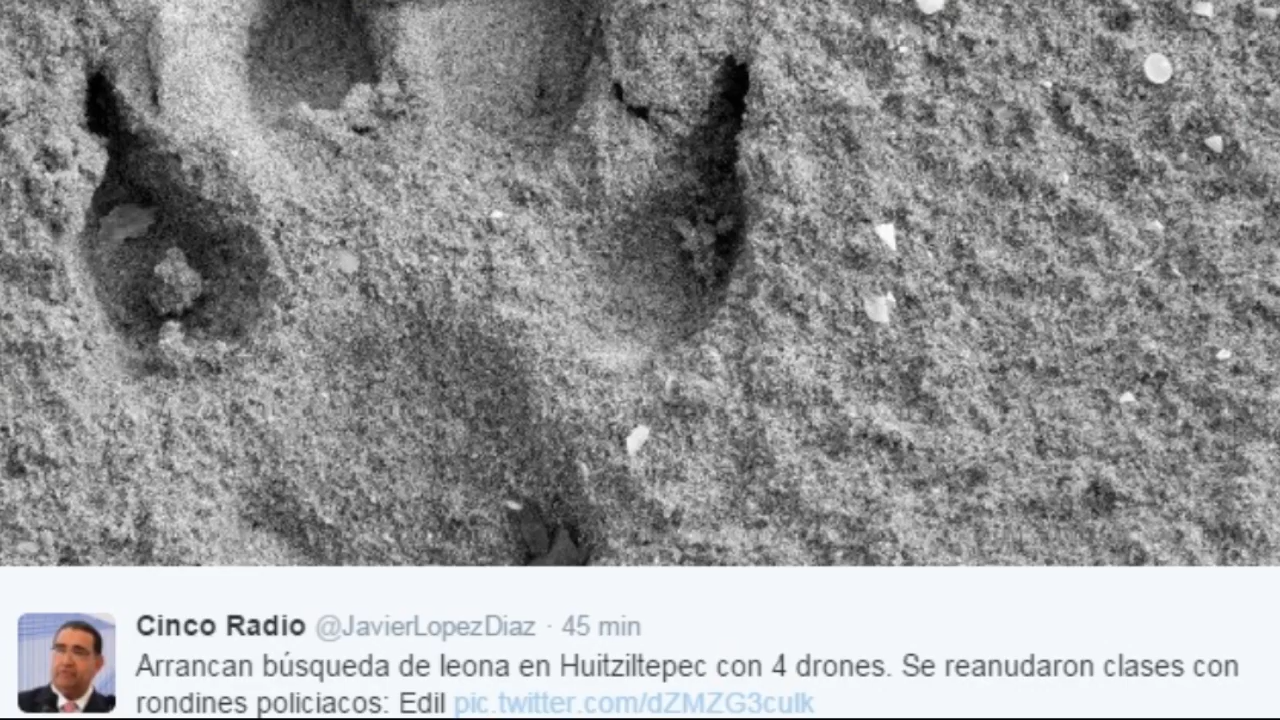 Cinco Radio @JavierLopezDiaz · 45 min
Arrancan búsqueda de leona en Huitziltepec con 4 drones. Se reanudaron clases con
rondines policiacos: Edil pic.twitter.com/dZMZG3culk